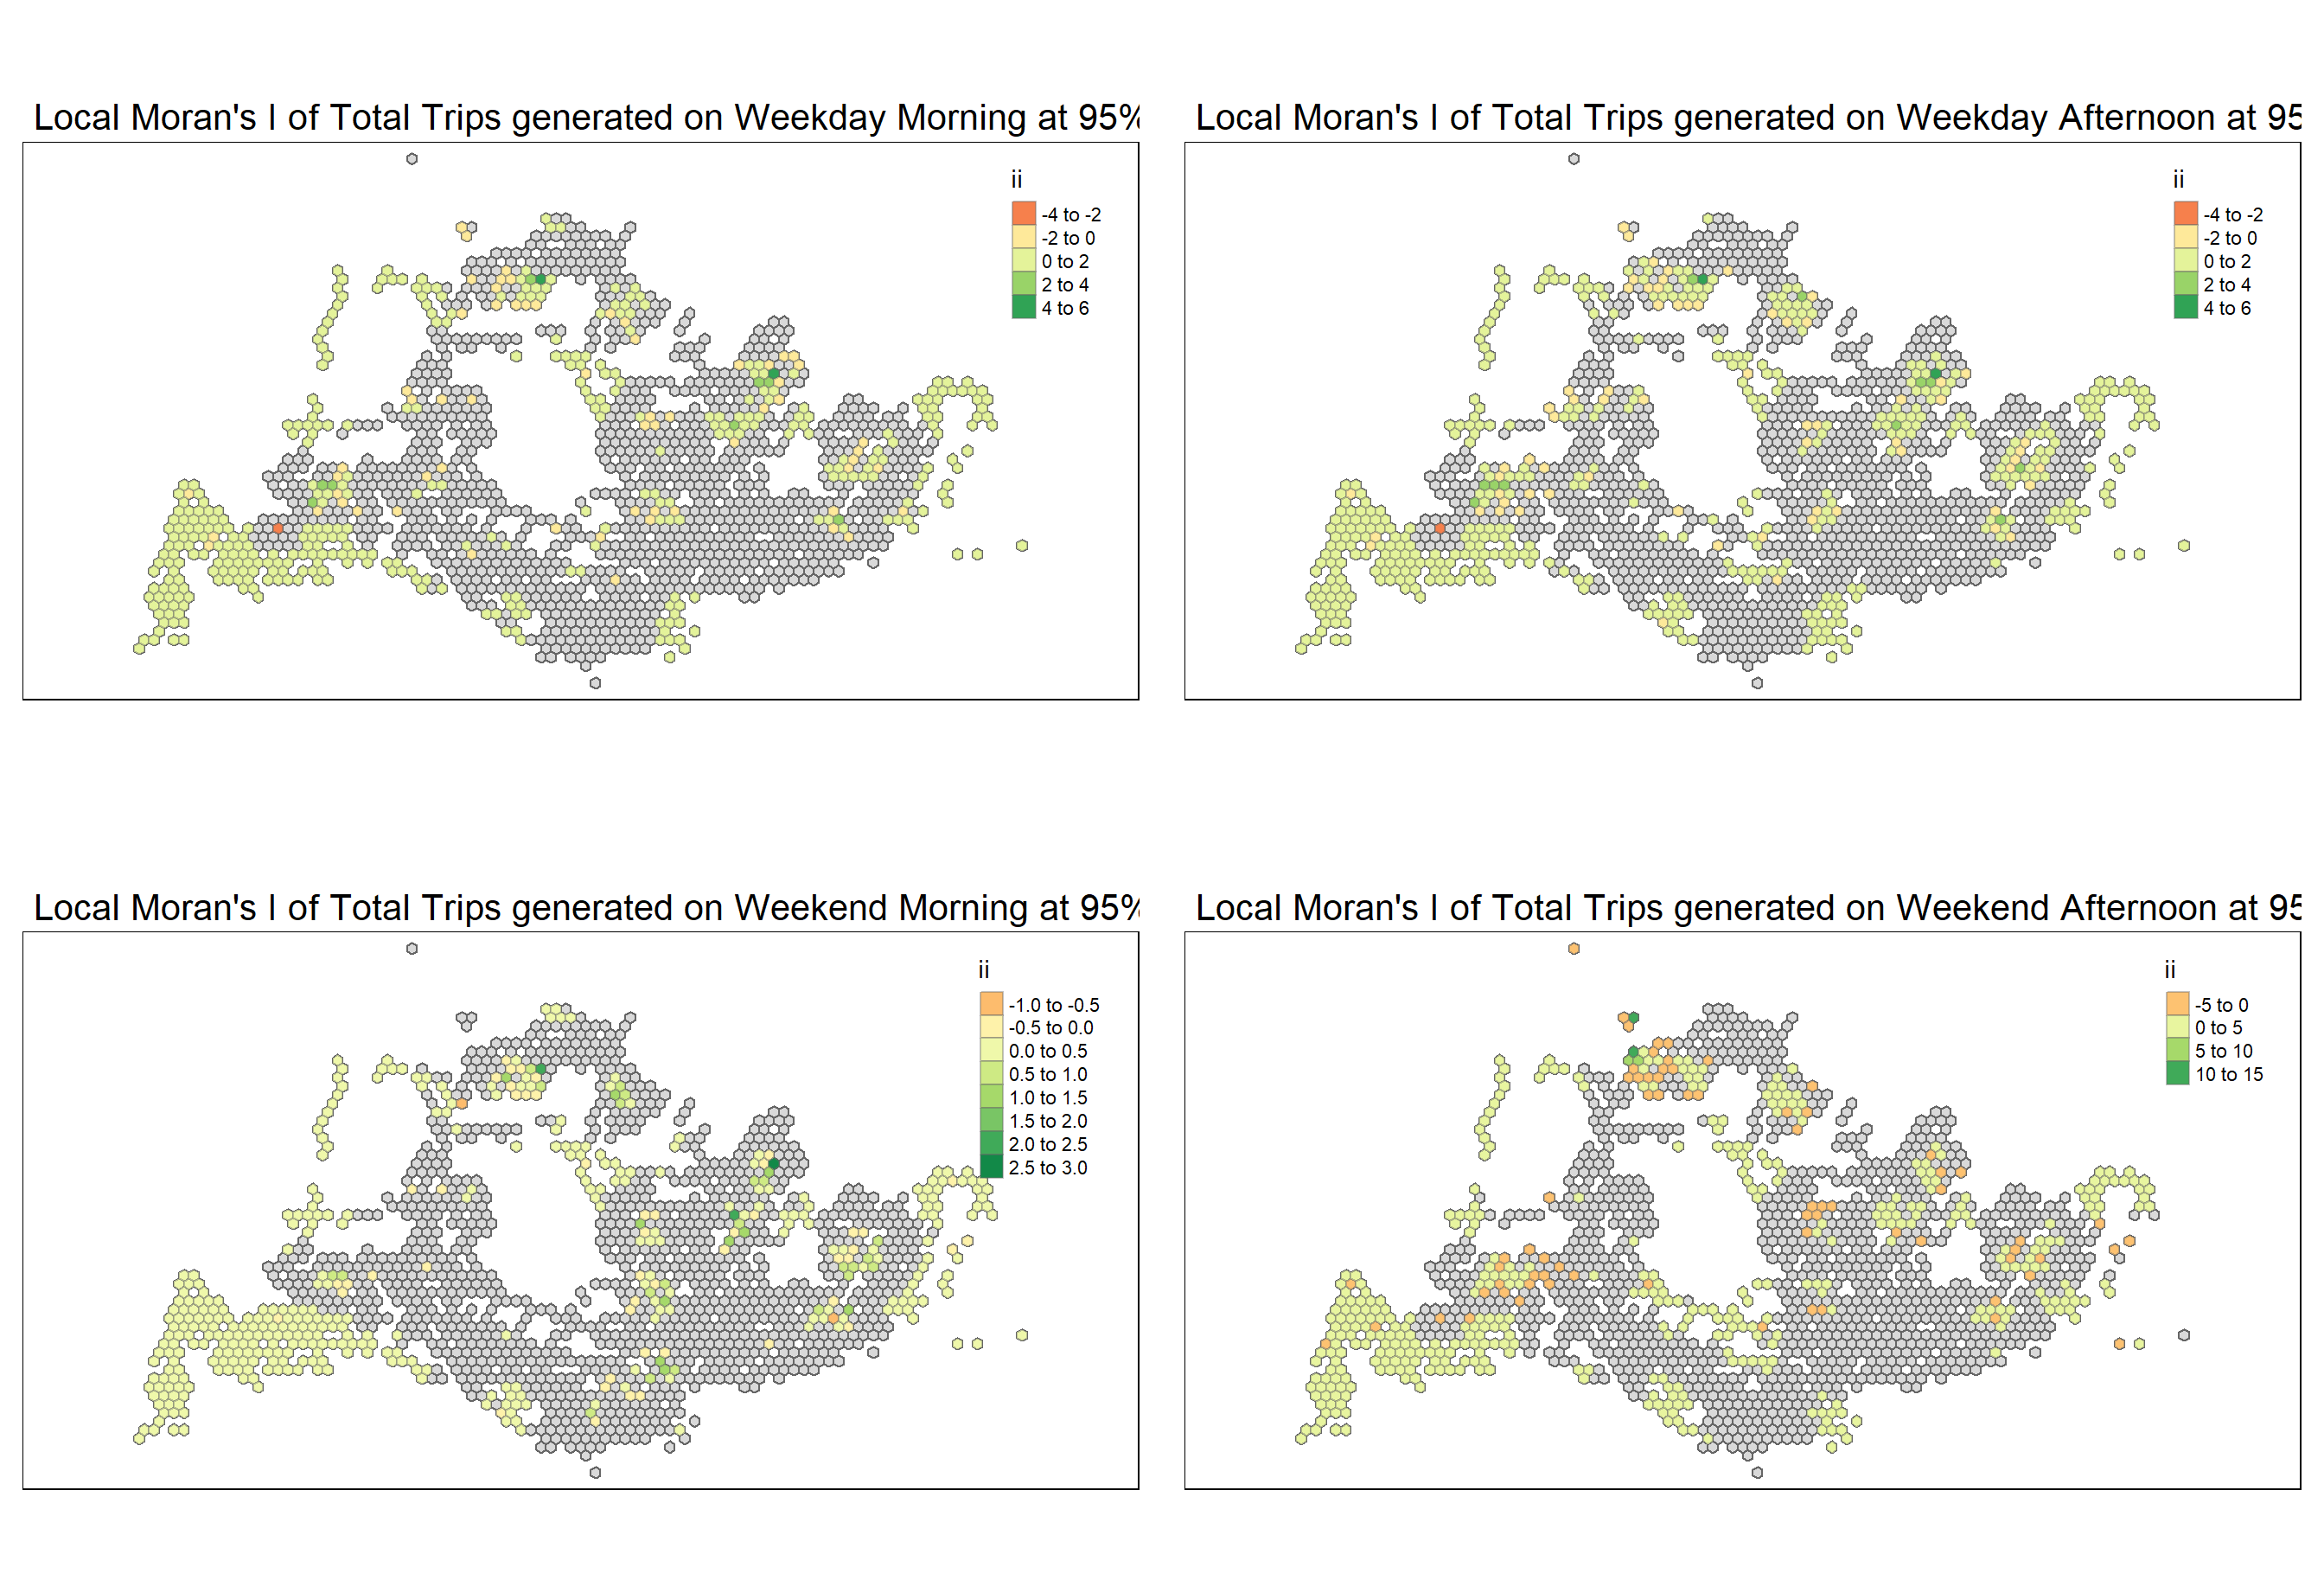 Local Moran's I of Total Trips generated on Weekday Morning at 95%
ii
-4 to -2
-2 to 0
0 to 2
2 to 4
4 to 6
Local Moran's I of Total Trips generated on Weekday Afternoon at 95
ii
-4 to -2
-2 to 0
0 to 2
2 to 4
4 to 6
Local Moran's I of Total Trips generated on Weekend Morning at 95%
ii
-1.0 to -0.5
-0.5 to 0.0
0.0 to 0.5
0.5 to 1.0
1.0 to 1.5
1.5 to 2.0
2.0 to 2.5
2.5 to 3.0
Local Moran's I of Total Trips generated on Weekend Afternoon at 95
ii
-5 to 0
0 to 5
5 to 10
10 to 15